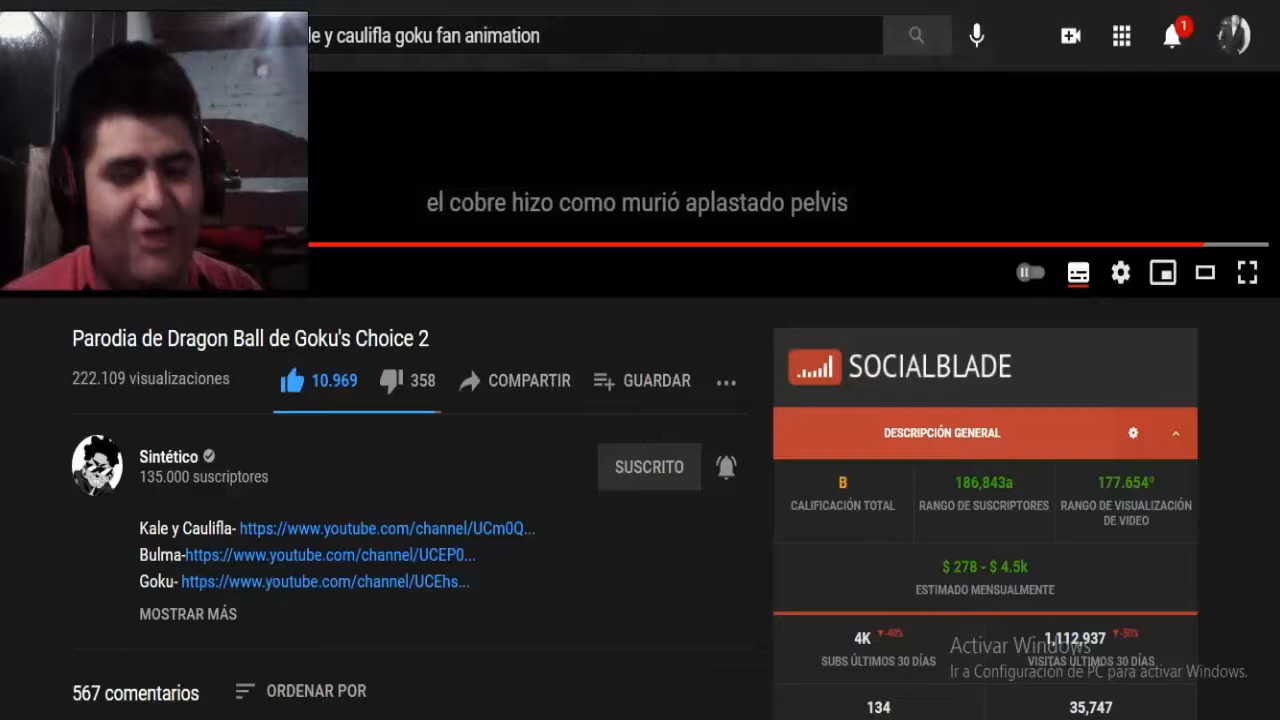 le y caulifla goku fan animation
1
el cobre hizo como murió aplastado pelvis
Parodia de Dragon Ball de Goku's Choice 2
222.109 visualizaciones
10.969
358
COMPARTIR
GUARDAR
Sintético
135.000 suscriptores
SUSCRITO
Kale y Caulifla- https://www.youtube.com/channel/UCm0Q...
Bulma-https://www.youtube.com/channel/UCEP0...
Goku- https://www.youtube.com/channel/UCEhs...
MOSTRAR MÁS
567 comentarios
ORDENAR POR
SOCIALBLADE
DESCRIPCIÓN GENERAL
B
186,843a
177.654º
CALIFICACIÓN TOTAL
RANGO DE SUSCRIPTORES
RANGO DE VISUALIZACIÓN
DE VIDEO
$ 278 - $ 4.5k
ESTIMADO MENSUALMENTE
4K -40%
1,112,937 -50%
SUBS ÚLTIMOS 30 DÍAS
VISITAS ÚLTIMOS 30 DÍAS
134
35,747
Activar Windows
Ir a Configuración de PC para activar Windows.